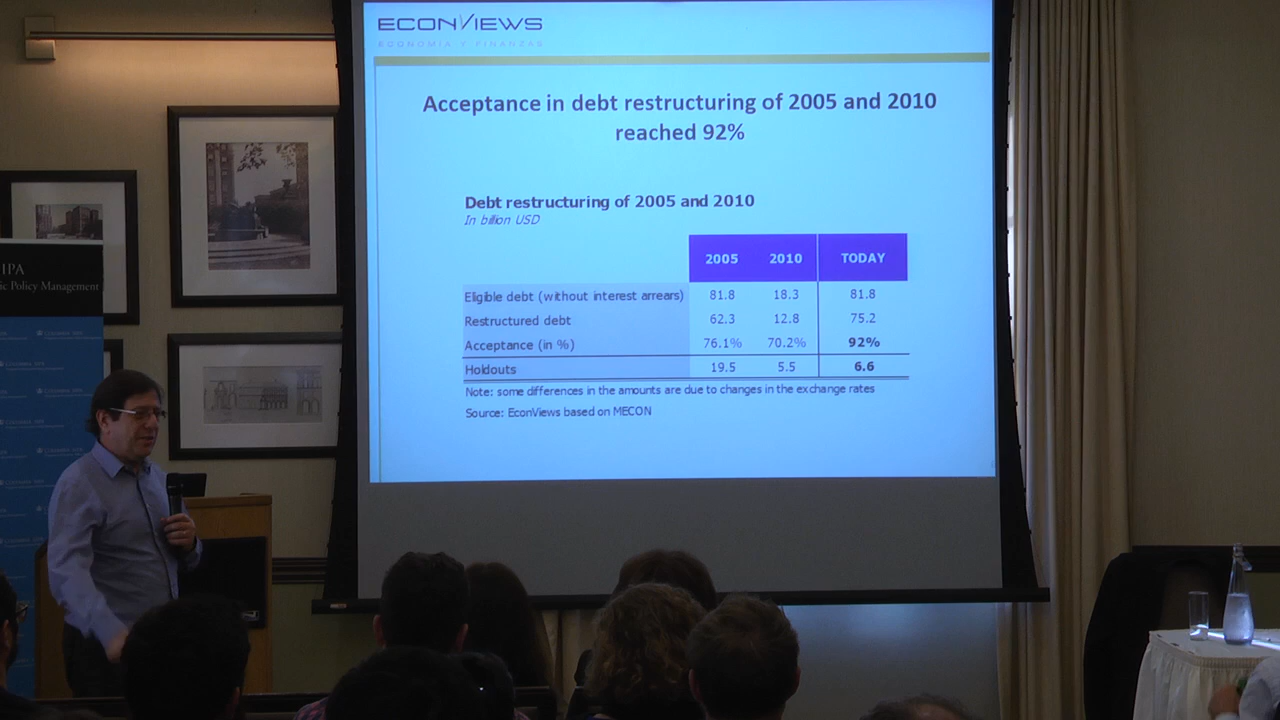 ECONVIEWS
ECONOMIA Y FINANZAS
Acceptance in debt restructuring of 2005 and 2010
reached 92%
Debt restructuring of 2005 and 2010
In billion USD
2005 2010 TODAY
Eligible debt (without interest arrears) 81.8 18.3 81.8
Restructured debt 62.3 12.8 75.2
Acceptance (in %) 76.1% 70.2% 92%
Holdouts 19.5 5.5 6.6
Note: some differences in the amounts are due to changes in the exchange rates
Source: EconViews based on MECON
IPA
ic Policy Management